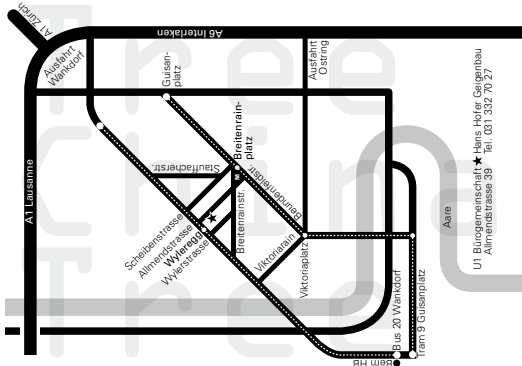 A1 Zürich
Ausfahrt
Wankdorf
A6 Interlaken
Guisan-
platz
Ausfahrt
Ostring
Breitenrain-
platz
Stauffacherstr.
Beundenfeldstr.
A1 Lausanne
Scheibenstrasse
Allmendstrasse
Wyleregg
Wylerstrasse
Breitenrainstr.
Viktoriarain
Viktoriaplatz
Aare
U1 Bürogemeinschaft ★ Hans Hofer Geigenbau
Allmendstrasse 39 Tel. 031 332 70 27
Bus 20 Wankdorf
Tram 9 Guisanplatz
Bern HB